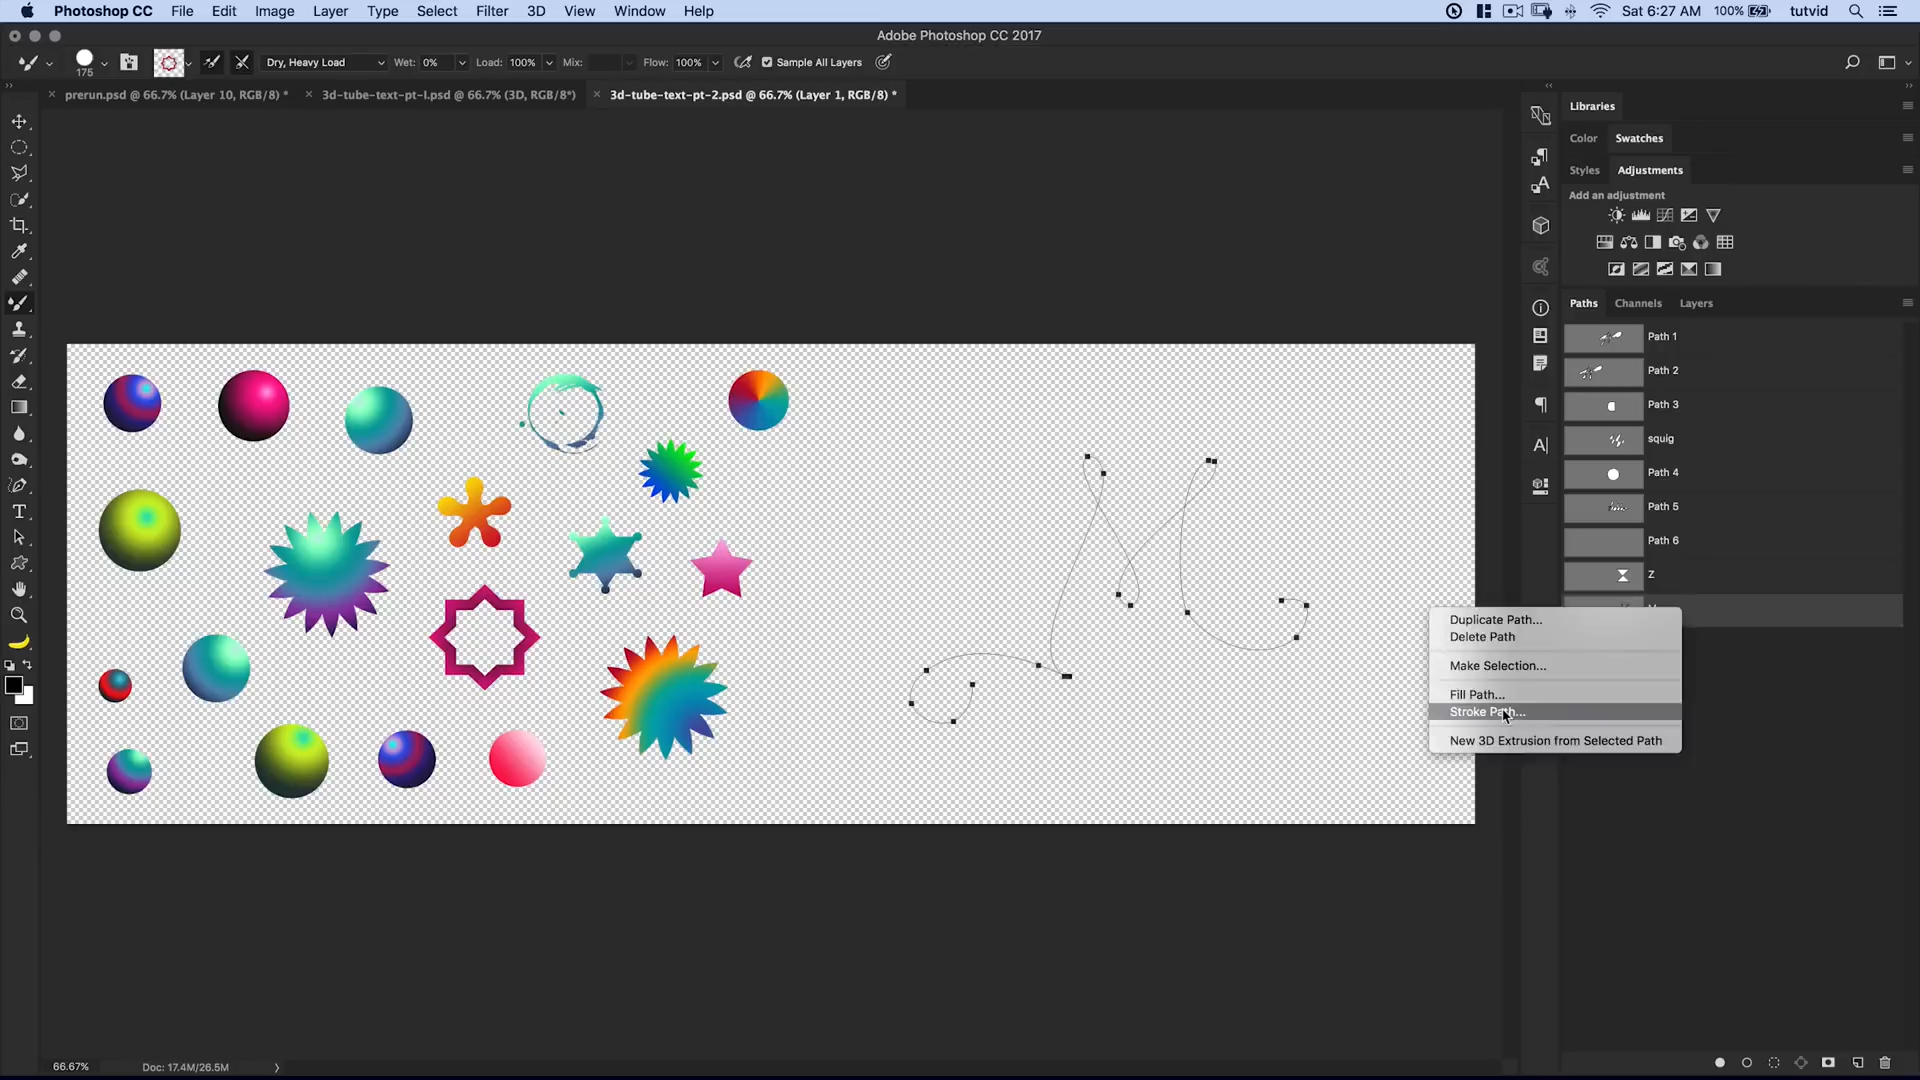 Photoshop CC File Edit Image Layer Type Select Filter 3D View Window Help Sat 6:27 AM 100% tutvid
Adobe Photoshop CC 2017
175 Dry, Heavy Load Wet: 0% Load: 100% Mix: Flow: 100% Sample All Layers
prerun.psd @ 66.7% (Layer 10, RGB/8) * 3d-tube-text-pt-1.psd @ 66.7% (3D, RGB/8*) 3d-tube-text-pt-2.psd @ 66.7% (Layer 1, RGB/8) *
Libraries
Color Swatches
Styles Adjustments
Add an adjustment
Paths Channels Layers
Path 1
Path 2
Path 3
squig
Path 4
Path 5
Path 6
Z
Duplicate Path...
Delete Path
Make Selection...
Fill Path...
Stroke Path...
New 3D Extrusion from Selected Path
66.67% Doc: 17.4M/26.5M